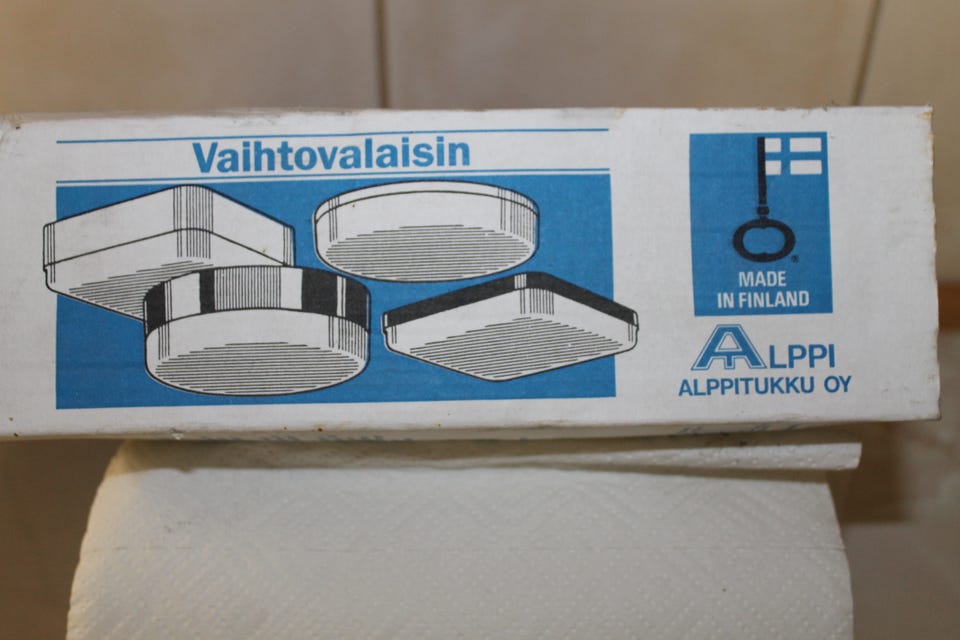 Vaihtovalaisin
MADE
IN FINLAND
ALPPI
ALPPITUKKU OY